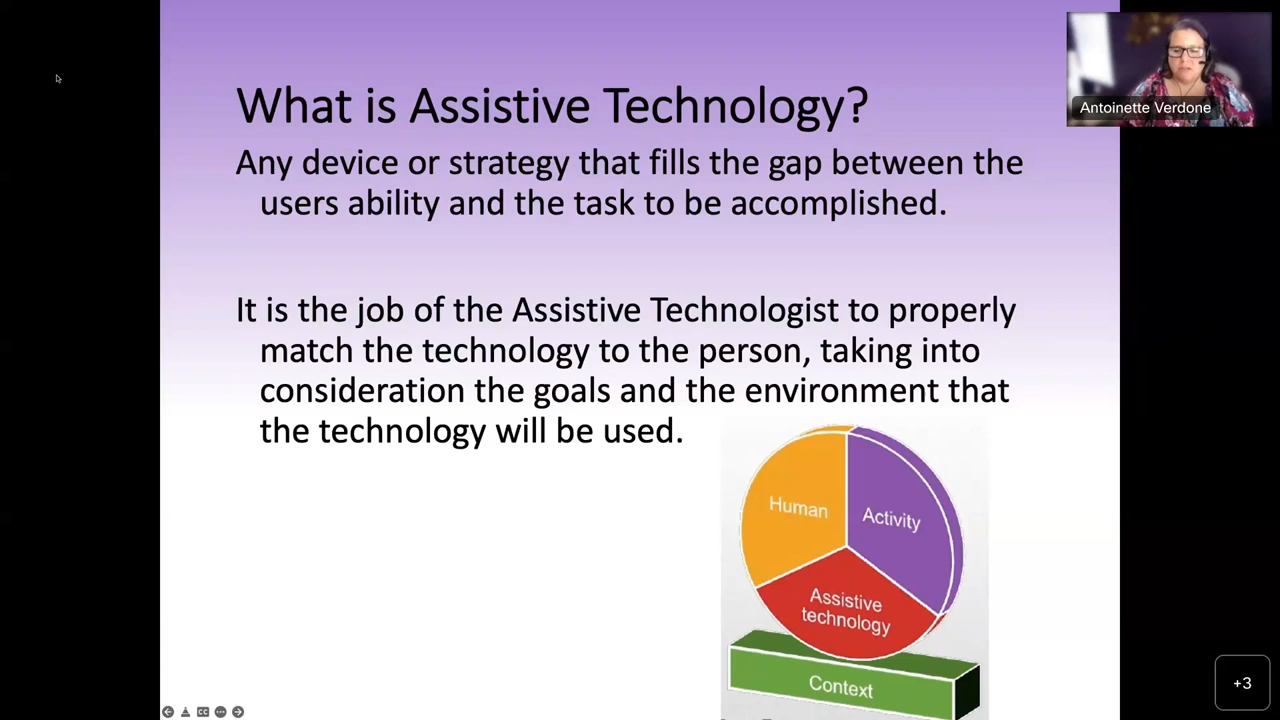 What is Assistive Technology?
Any device or strategy that fills the gap between the
users ability and the task to be accomplished.
It is the job of the Assistive Technologist to properly
match the technology to the person, taking into
consideration the goals and the environment that
the technology will be used.
Human
Activity
Assistive
technology
Context
Antoinette Verdone
CC
+3